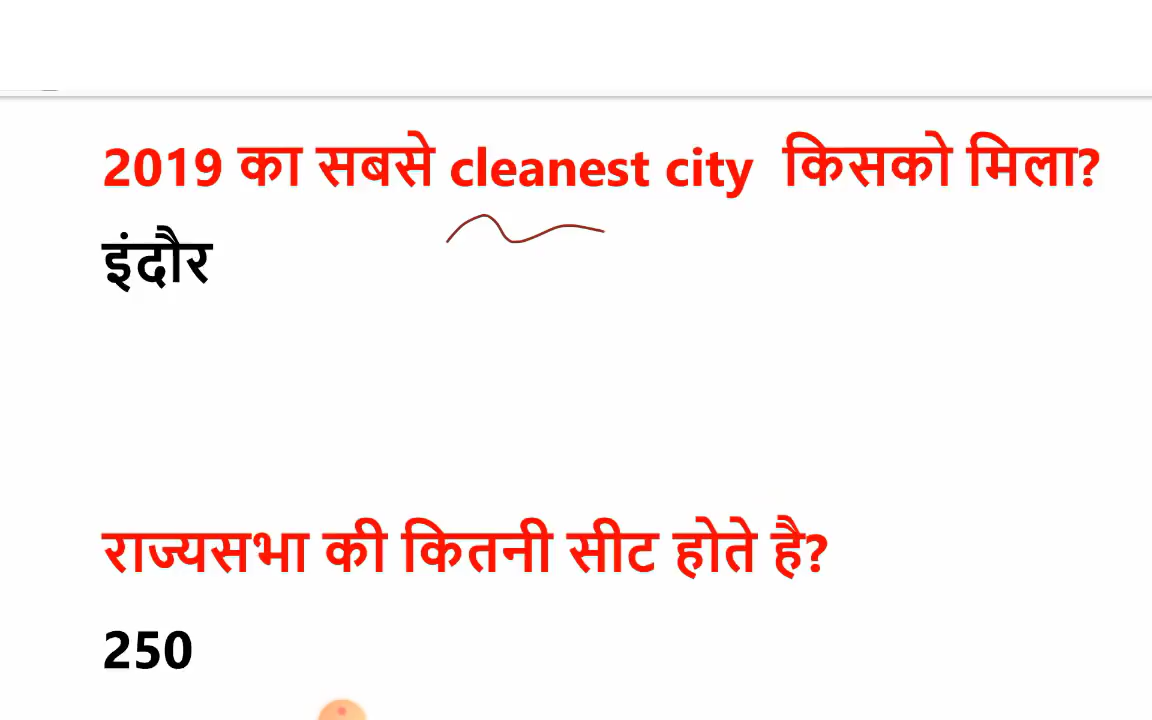 2019 का सबसे cleanest city किसको मिला?
इंदौर
राज्यसभा की कितनी सीट होते है?
250